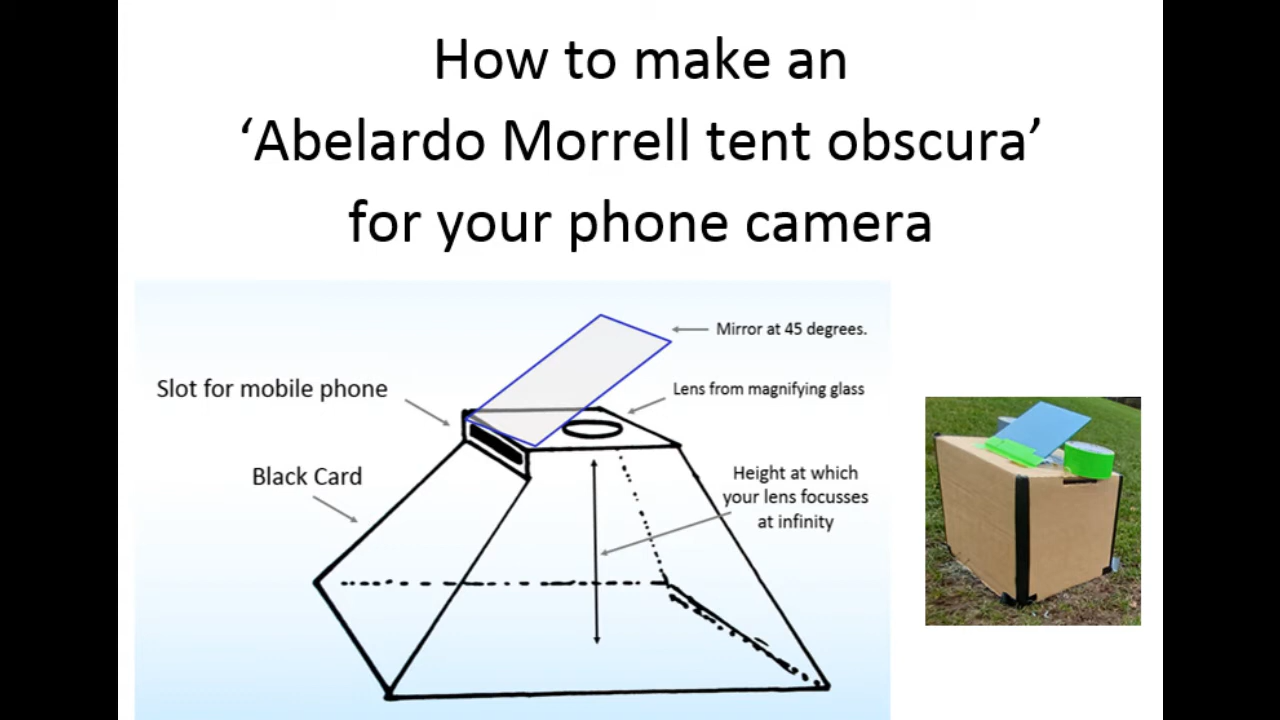 How to make an
‘Abelardo Morrell tent obscura’
for your phone camera
Mirror at 45 degrees.
Slot for mobile phone
Lens from magnifying glass
Black Card
Height at which
your lens focusses
at infinity